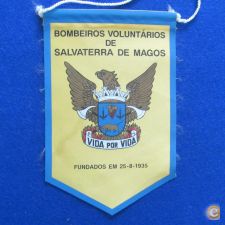 BOMBEIROS VOLUNTÁRIOS
DE
SALVATERRA DE MAGOS
VIDA POR VIDA
FUNDADOS EM 25-8-1935